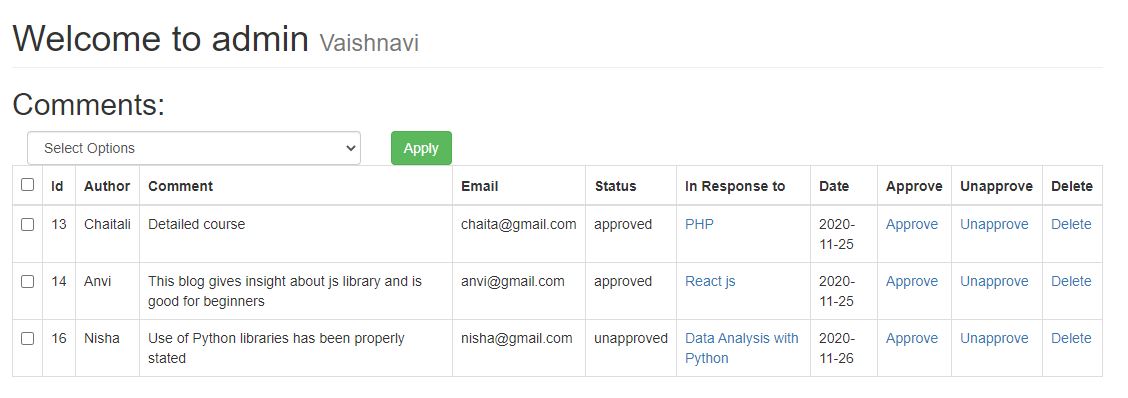 Welcome to admin Vaishnavi
Comments:
Select Options Apply
Id Author Comment Email Status In Response to Date Approve Unapprove Delete
13 Chaitali Detailed course chaita@gmail.com approved PHP 2020- Approve Unapprove Delete
11-25
14 Anvi This blog gives insight about js library and is anvi@gmail.com approved React js 2020- Approve Unapprove Delete
good for beginners 11-25
16 Nisha Use of Python libraries has been properly nisha@gmail.com unapproved Data Analysis with 2020- Approve Unapprove Delete
stated Python 11-26